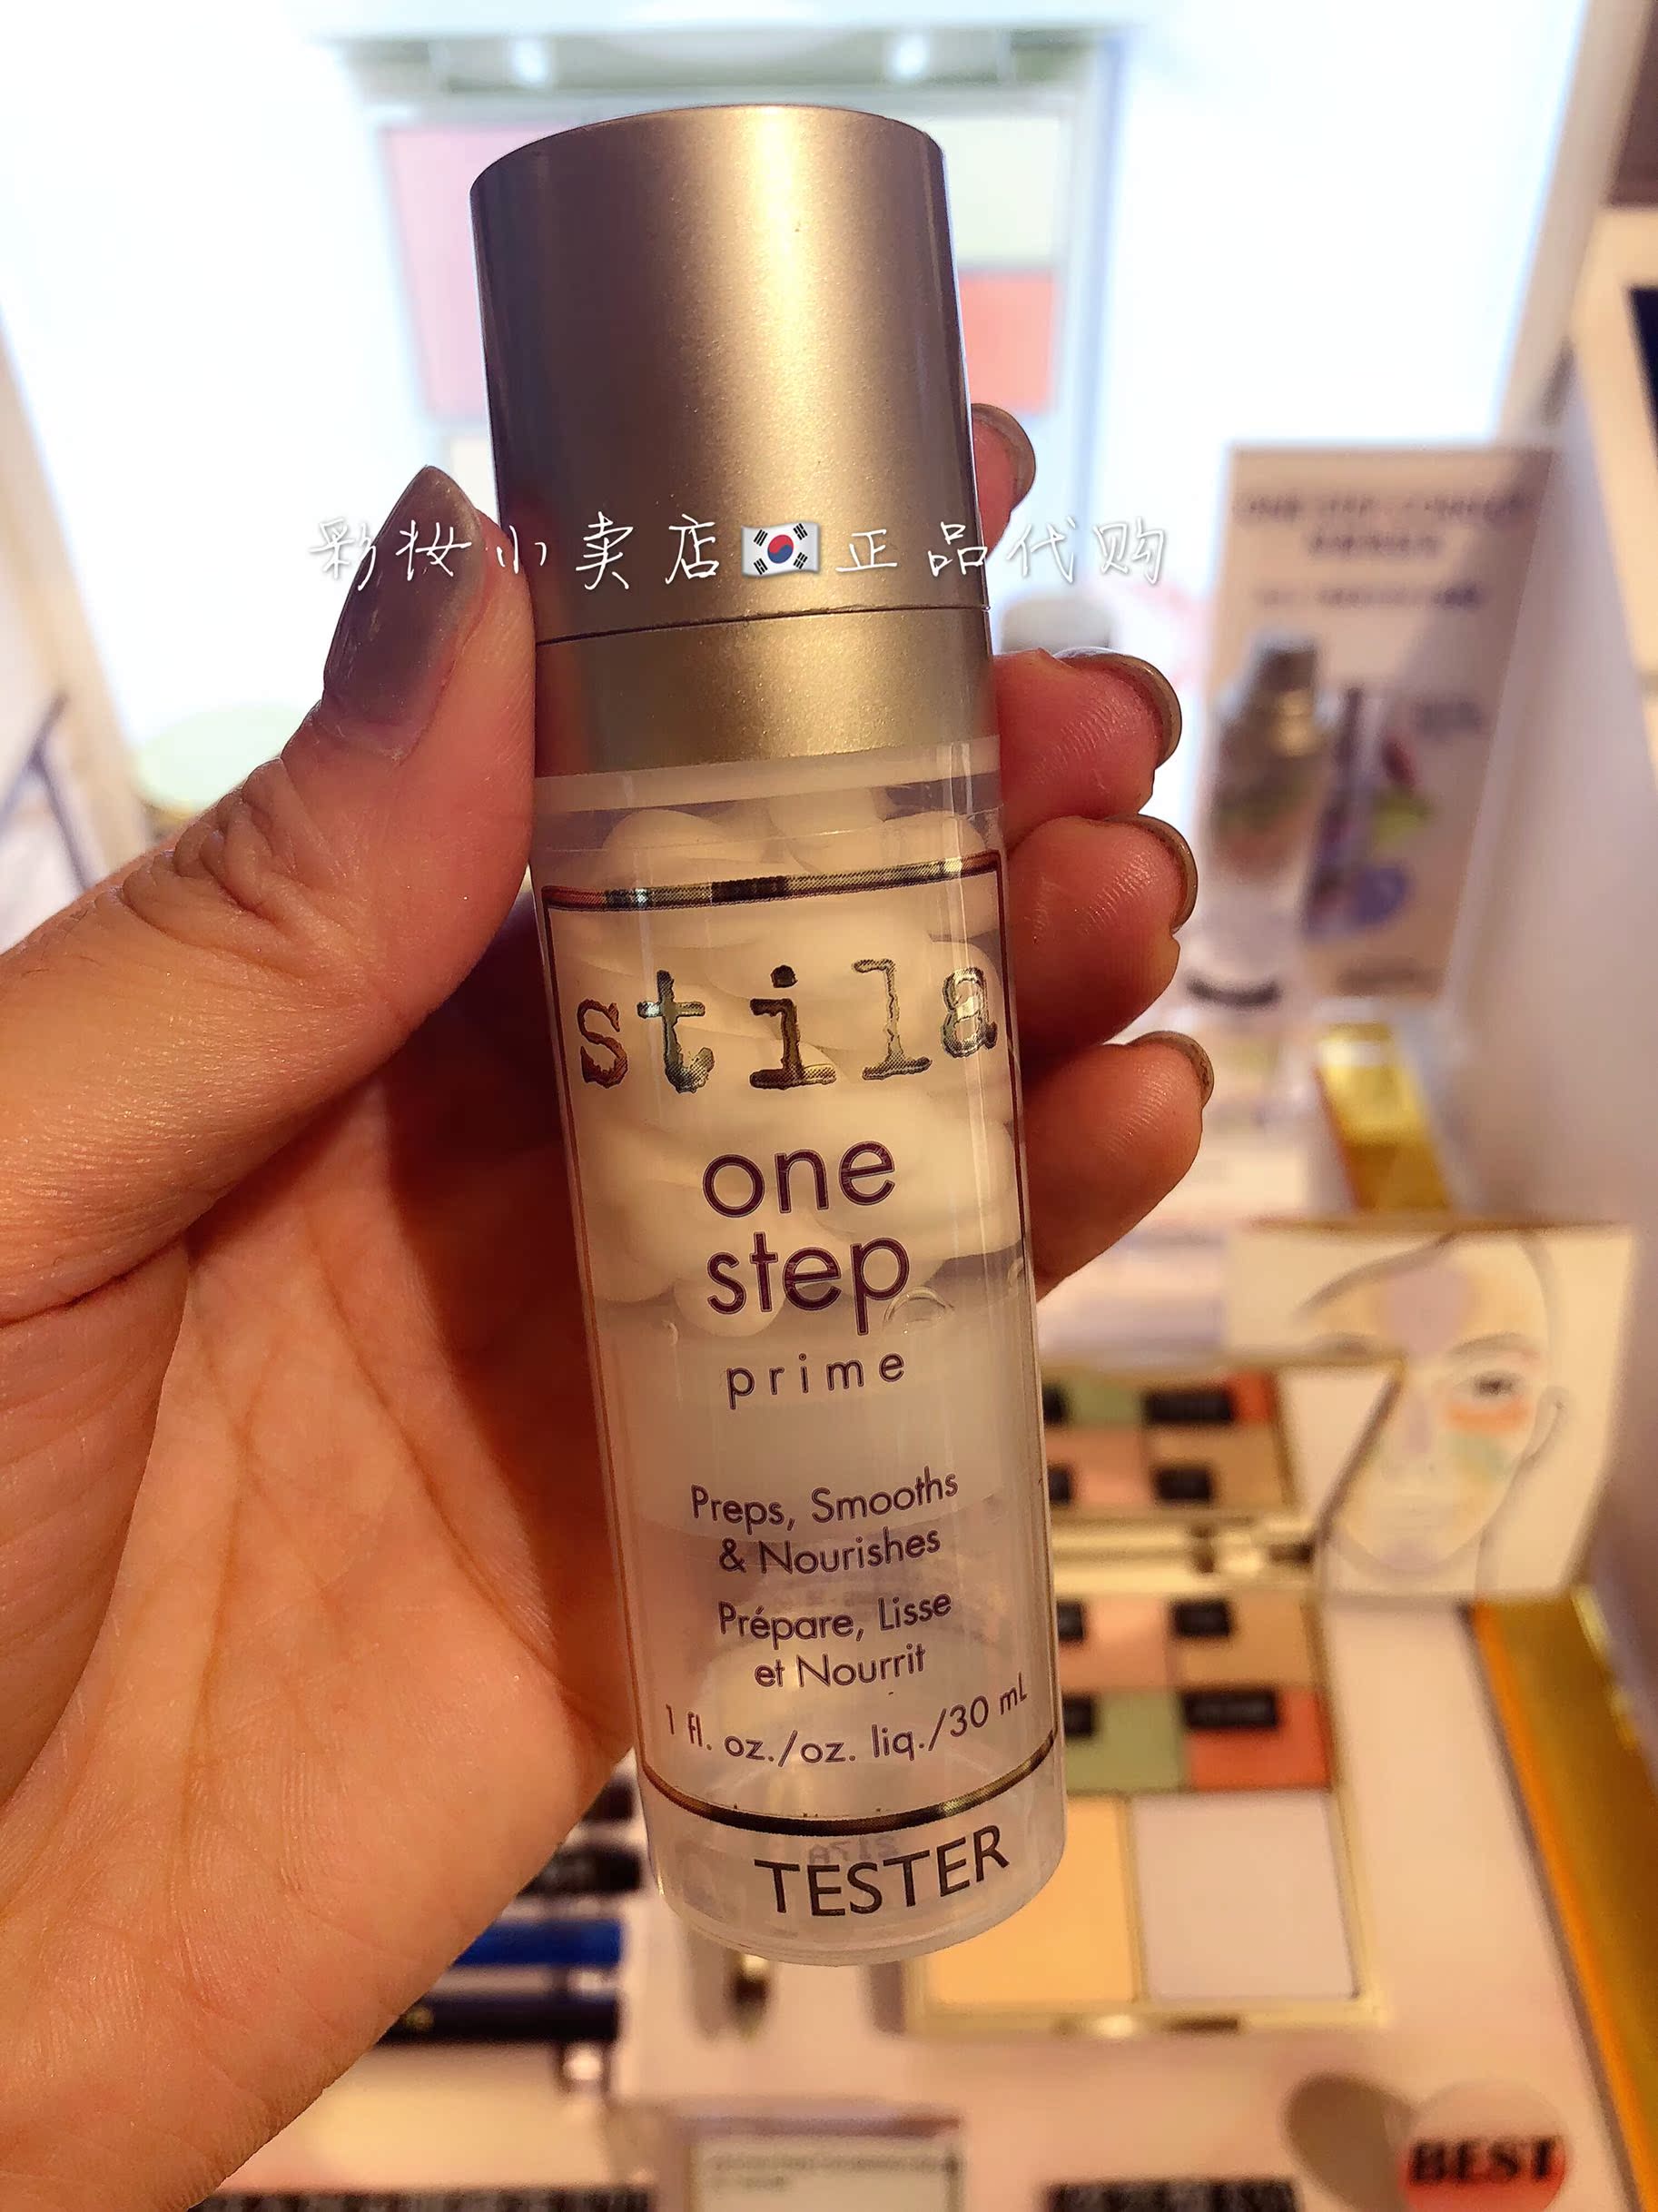 彩妆小卖店🇰🇷正品代购
stila
one
step
prime
Preps, Smooths
& Nourishes
Prépare, Lisse
et Nourrit
1 fl. oz./oz. liq./30 mL
TESTER
BEST